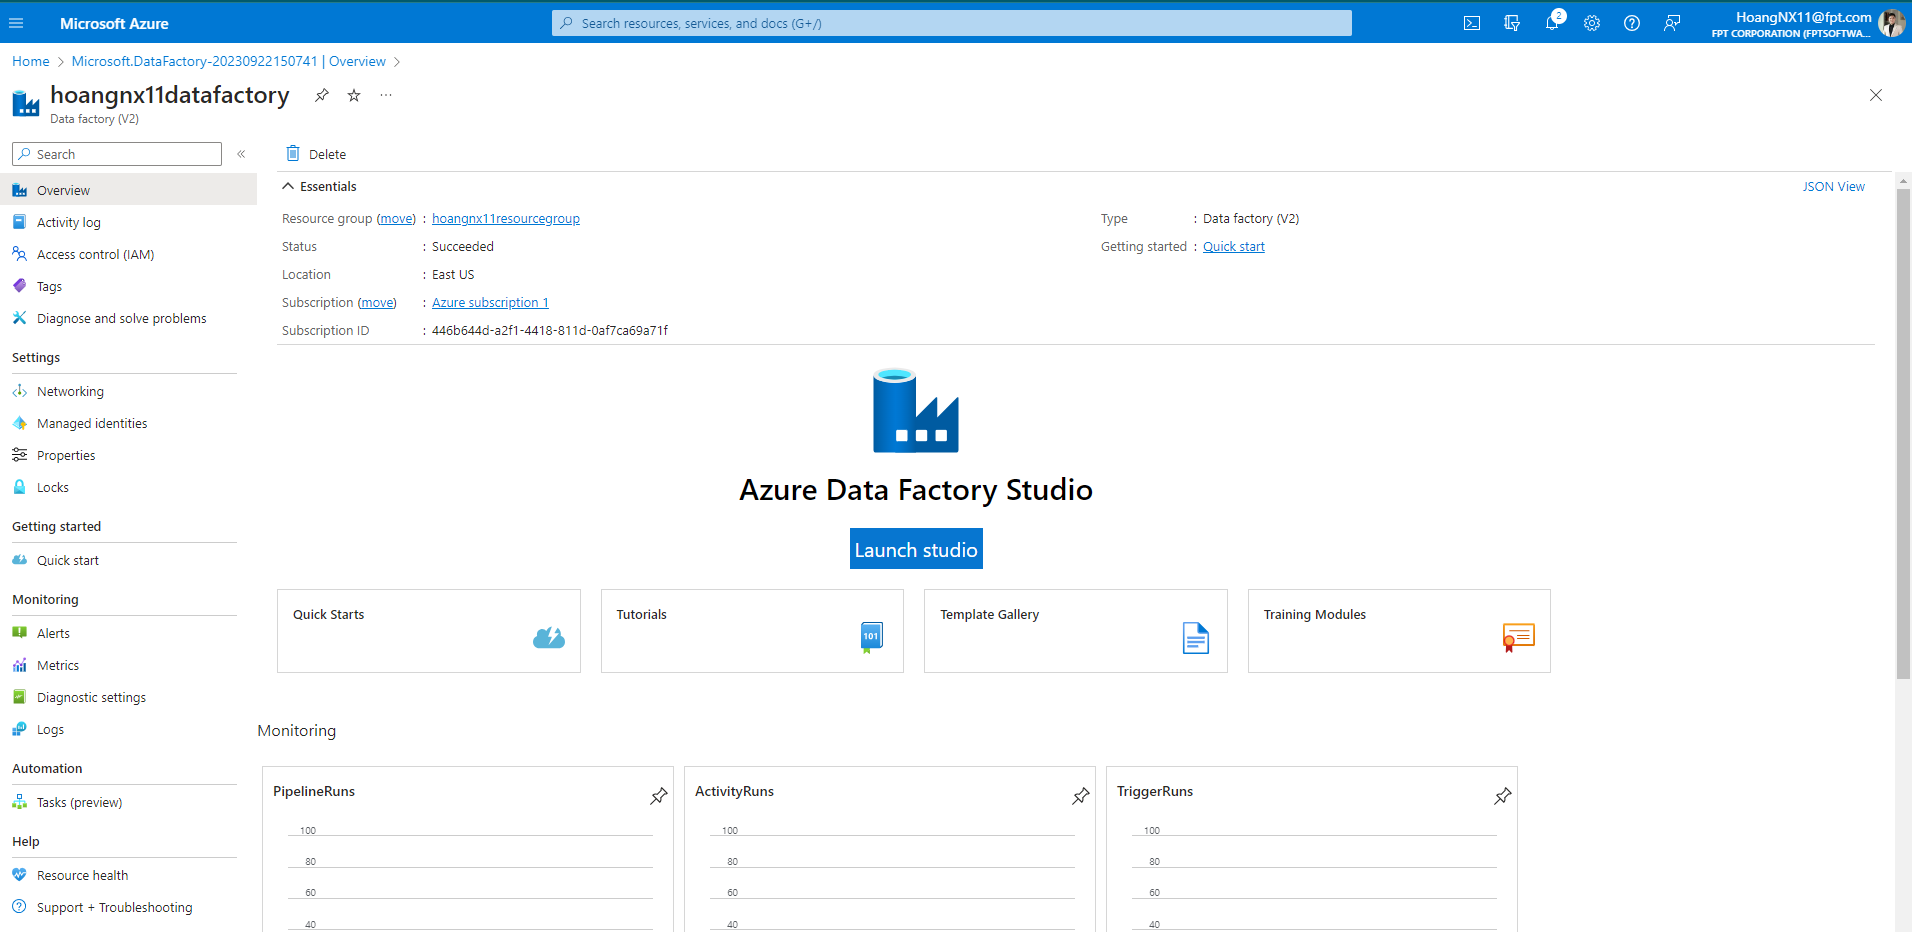 Microsoft Azure
Search resources, services, and docs (G+/)
2
HoangNX11@fpt.com
FPT CORPORATION (FPTSOFTWA...
Home > Microsoft.DataFactory-20230922150741 | Overview >
hoangnx11datafactory
Data factory (V2)
Search
Overview
Activity log
Access control (IAM)
Tags
Diagnose and solve problems
Settings
Networking
Managed identities
Properties
Locks
Getting started
Quick start
Monitoring
Alerts
Metrics
Diagnostic settings
Logs
Automation
Tasks (preview)
Help
Resource health
Support + Troubleshooting
Delete
Essentials
JSON View
Resource group (move) : hoangnx11resourcegroup
Status : Succeeded
Location : East US
Subscription (move) : Azure subscription 1
Subscription ID : 446b644d-a2f1-4418-811d-0af7ca69a71f
Type : Data factory (V2)
Getting started : Quick start
Azure Data Factory Studio
Launch studio
Quick Starts
Tutorials
101
Template Gallery
Training Modules
Monitoring
PipelineRuns
100
80
60
40
ActivityRuns
100
80
60
40
TriggerRuns
100
80
60
40